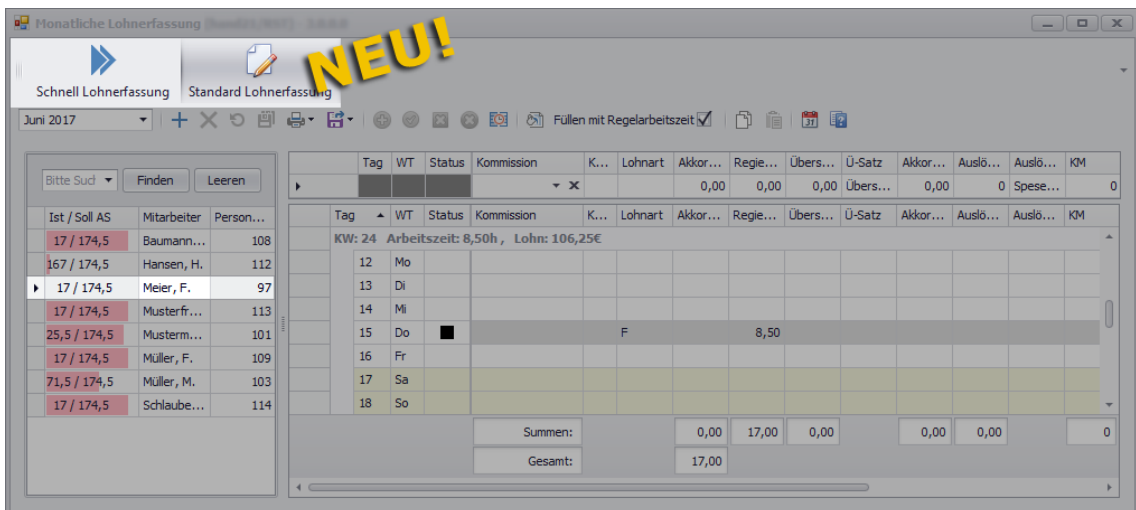 Monatliche Lohnerfassung
NEU!
Schnell Lohnerfassung Standard Lohnerfassung
Juni 2017 Füllen mit Regelarbeitszeit
Bitte Sucl Finden Leeren
Tag WT Status Kommission K... Lohnart Akkor... Regie... Übers... Ü-Satz Akkor... Auslö... Auslö... KM
0,00 0,00 0,00 Übers... 0,00 0 Spese... 0
Ist / Soll AS Mitarbeiter Person...
17 / 174,5 Baumann... 108
167 / 174,5 Hansen, H. 112
17 / 174,5 Meier, F. 97
17 / 174,5 Musterfr... 113
25,5 / 174,5 Musterm... 101
17 / 174,5 Müller, F. 109
71,5 / 174,5 Müller, M. 103
17 / 174,5 Schlaube... 114
Tag WT Status Kommission K... Lohnart Akkor... Regie... Übers... Ü-Satz Akkor... Auslö... Auslö... KM
KW: 24 Arbeitszeit: 8,50h , Lohn: 106,25€
12 Mo
13 Di
14 Mi
15 Do F 8,50
16 Fr
17 Sa
18 So
Summen: 0,00 17,00 0,00 0,00 0,00 0
Gesamt: 17,00